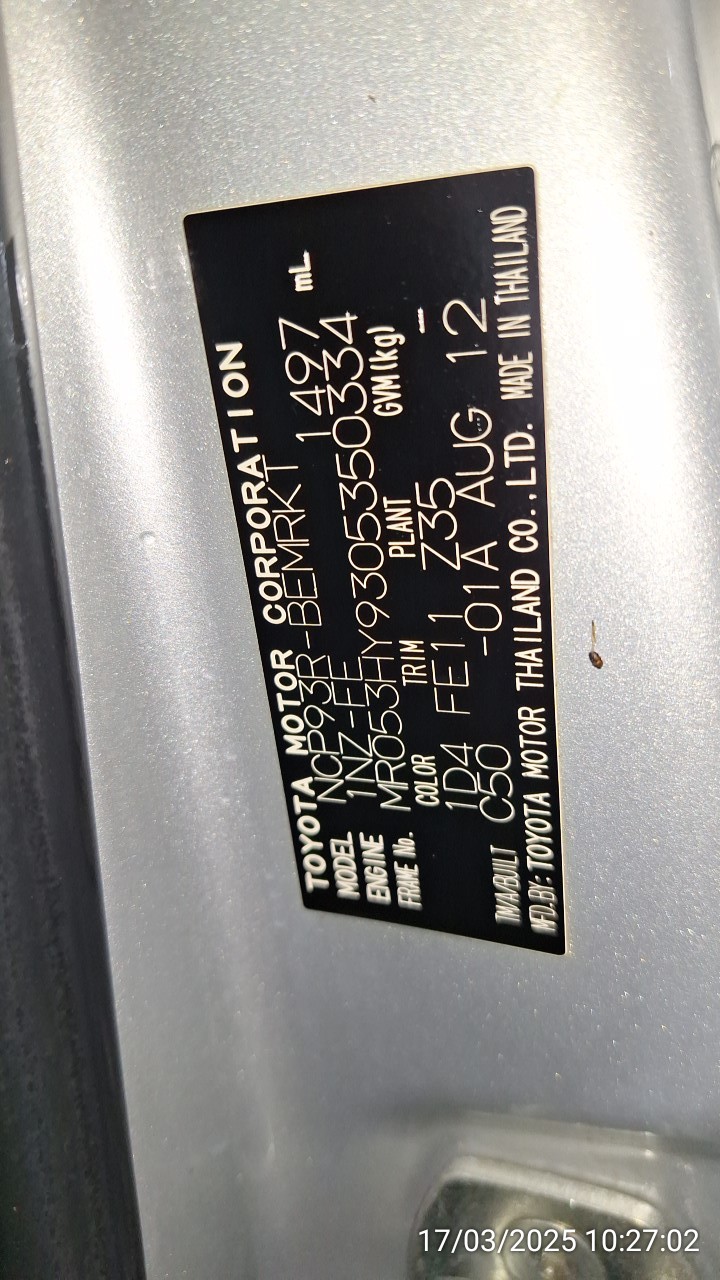 TOYOTA MOTOR CORPORATION
MODEL NCP93R-BEMRKT 1497 mL
ENGINE 1NZ-FE
FRAME No. MR053HY9305350334
COLOR TRIM PLANT GVM(kg)
1D4 FE11 Z35 ---
C50 -01A AUG 12
TM/A/BUILT
MFD.BY: TOYOTA MOTOR THAILAND CO.,LTD. MADE IN THAILAND
17/03/2025 10:27:02